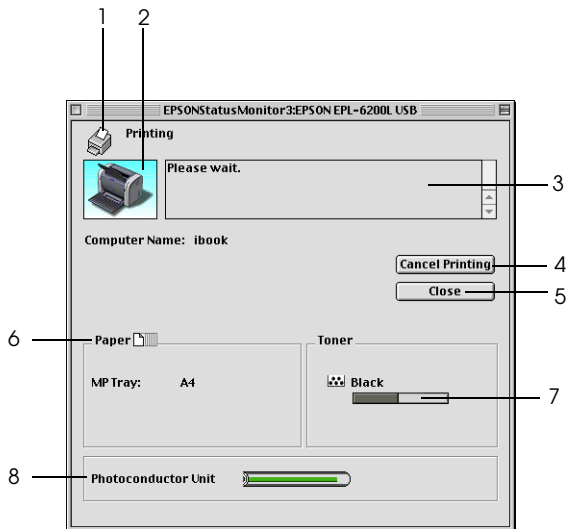 1 2
EPSONStatusMonitor3:EPSON EPL-6200L USB
Printing
Please wait.
3
Computer Name: ibook
Cancel Printing 4
Close 5
6 Paper Toner
MP Tray: A4 Black
7
8 Photoconductor Unit